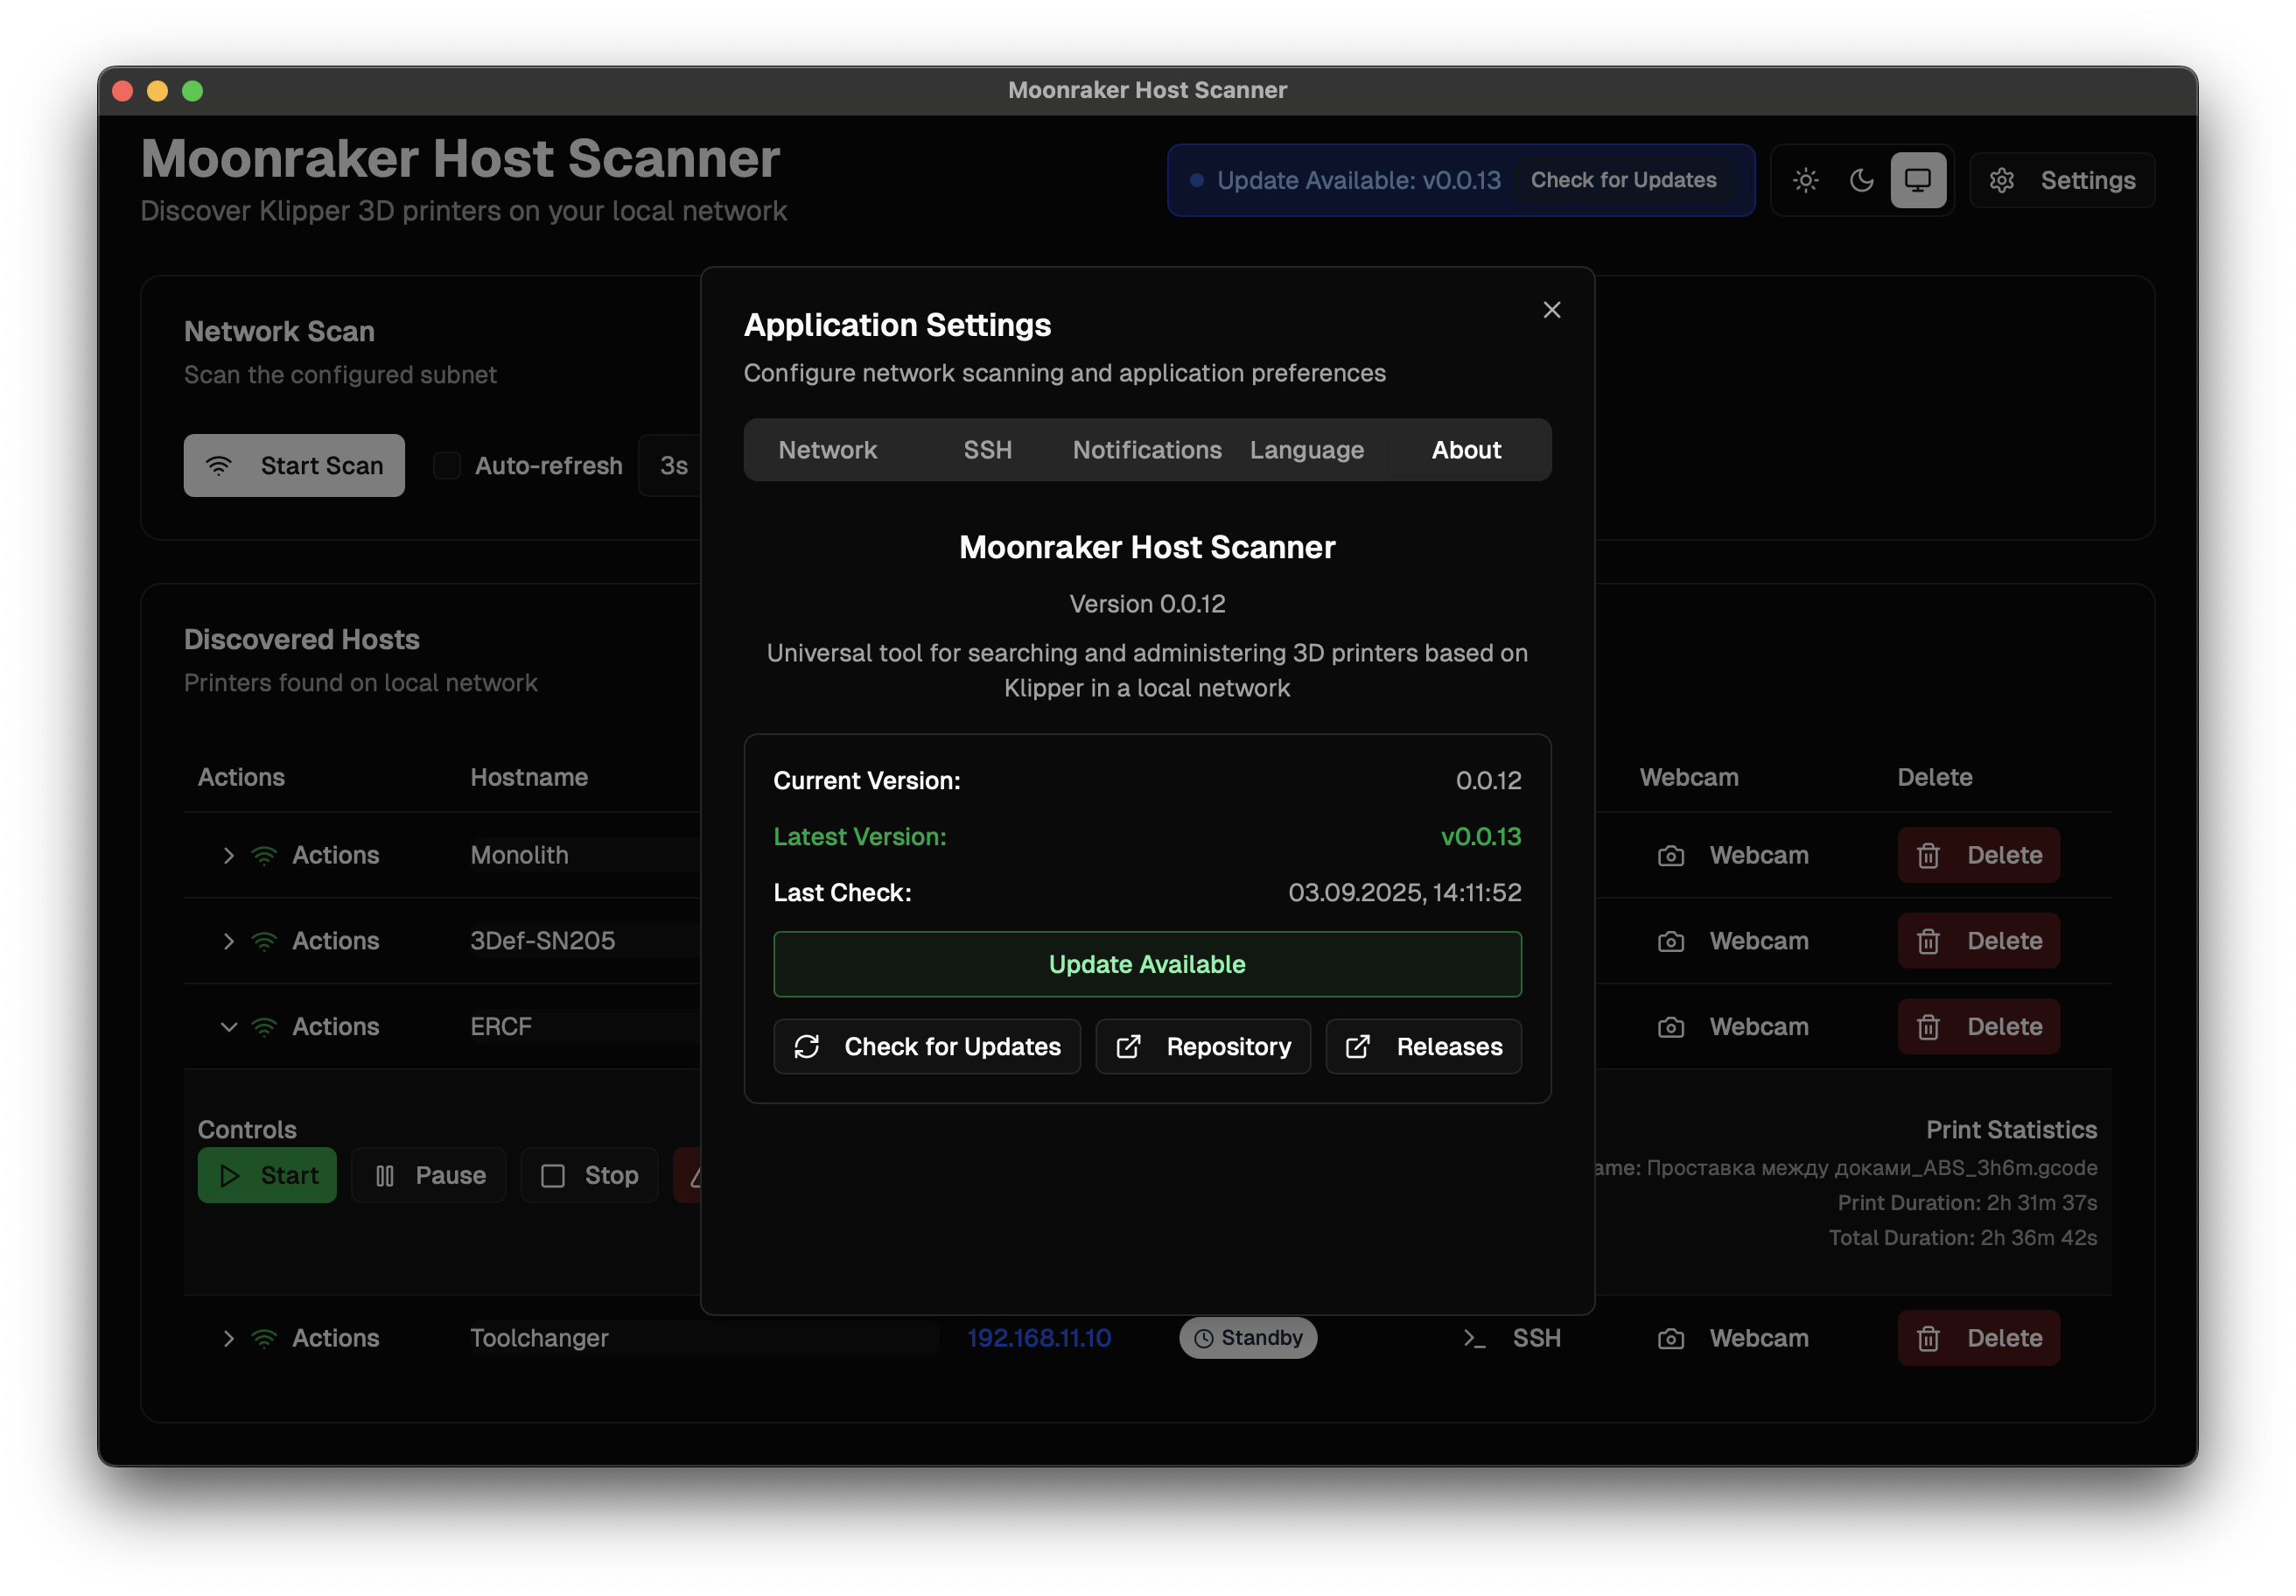 Moonraker Host Scanner
Moonraker Host Scanner
Discover Klipper 3D printers on your local network
Update Available: v0.0.13 Check for Updates
Settings
Network Scan
Scan the configured subnet
Start Scan Auto-refresh 3s
Application Settings
Configure network scanning and application preferences
Network SSH Notifications Language About
Moonraker Host Scanner
Version 0.0.12
Universal tool for searching and administering 3D printers based on
Klipper in a local network
Current Version: 0.0.12
Latest Version: v0.0.13
Last Check: 03.09.2025, 14:11:52
Update Available
Check for Updates Repository Releases
Discovered Hosts
Printers found on local network
Actions Hostname Webcam Delete
Actions Monolith Webcam Delete
Actions 3Def-SN205 Webcam Delete
Actions ERCF Webcam Delete
Controls
Start Pause Stop
Print Statistics
ame: Проставка между доками_ABS_3h6m.gcode
Print Duration: 2h 31m 37s
Total Duration: 2h 36m 42s
Actions Toolchanger 192.168.11.10 Standby >_ SSH Webcam Delete